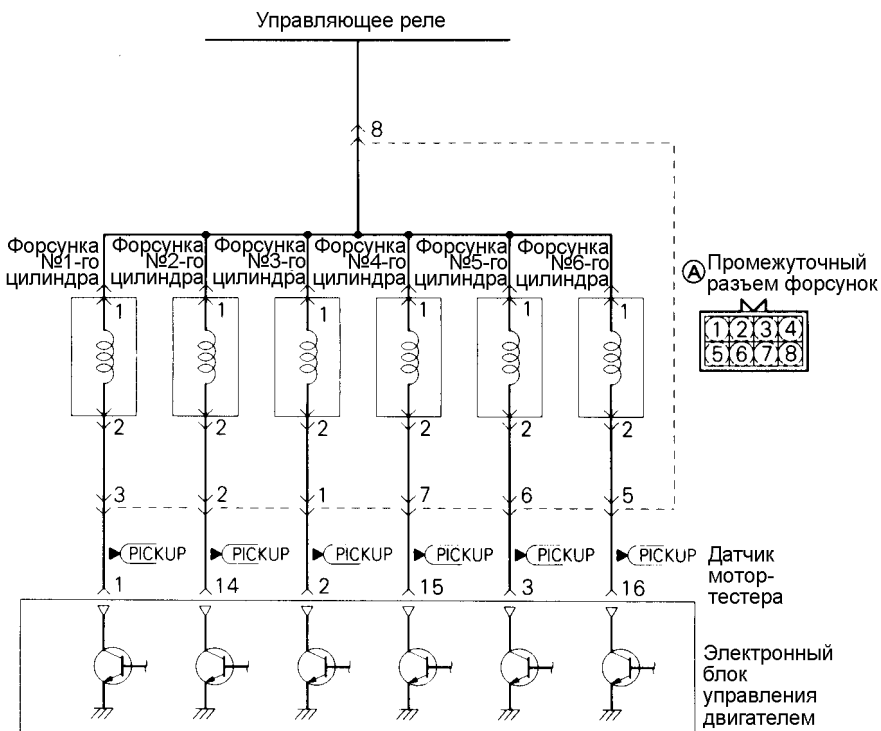 Управляющее реле
8
Форсунка Форсунка Форсунка Форсунка Форсунка Форсунка
№1-го №2-го №3-го №4-го №5-го №6-го
цилиндра цилиндра цилиндра цилиндра цилиндра цилиндра
A Промежуточный
разъем форсунок
1 2 3 4
5 6 7 8
1 1 1 1 1 1
2 2 2 2 2 2
3 2 1 7 6 5
PICKUP PICKUP PICKUP PICKUP PICKUP PICKUP
Датчик
мотор-
тестера
1 14 2 15 3 16
Электронный
блок
управления
двигателем